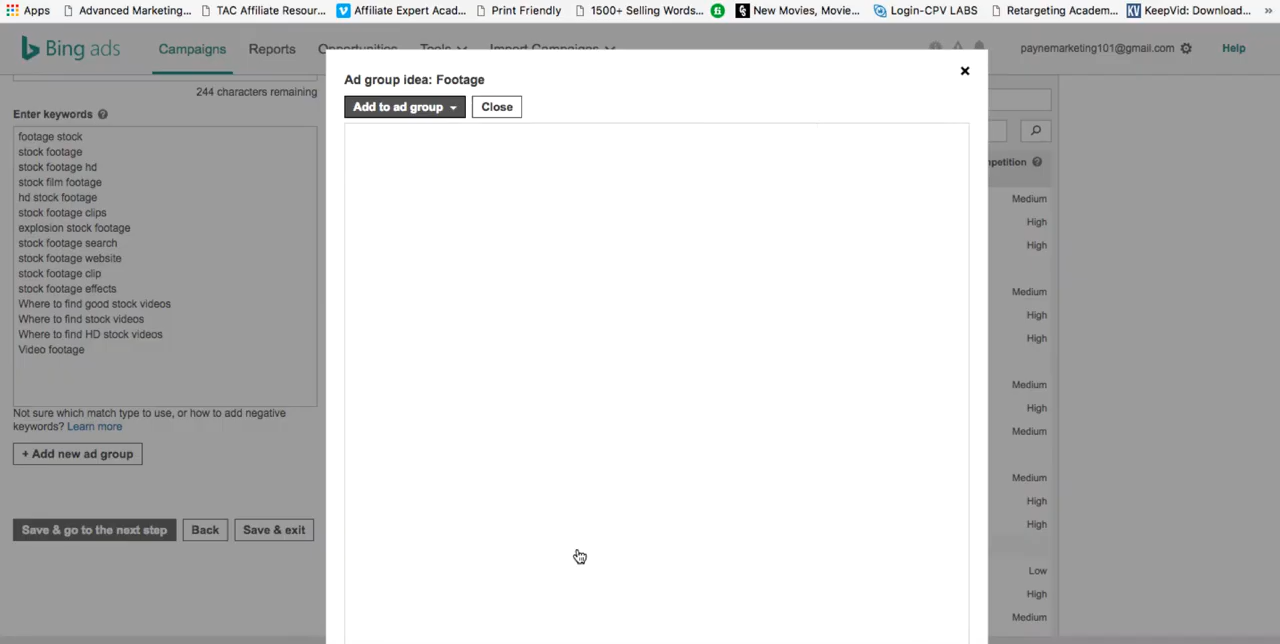 Apps Advanced Marketing... TAC Affiliate Resour... Affiliate Expert Acad... Print Friendly 1500+ Selling Words... fi New Movies, Movie... Login-CPV LABS Retargeting Academ... KV KeepVid: Download... »
Bing ads Campaigns Reports Opportunities Tools Import Campaigns paynemarketing101@gmail.com Help
Ad group idea: Footage
Add to ad group Close
244 characters remaining
Enter keywords
footage stock
stock footage
stock footage hd
stock film footage
hd stock footage
stock footage clips
explosion stock footage
stock footage search
stock footage website
stock footage clip
stock footage effects
Where to find good stock videos
Where to find stock videos
Where to find HD stock videos
Video footage
Not sure which match type to use, or how to add negative
keywords? Learn more
+ Add new ad group
Save & go to the next step Back Save & exit
petition
Medium
High
High
Medium
High
High
Medium
High
Medium
Medium
High
High
Low
High
Medium